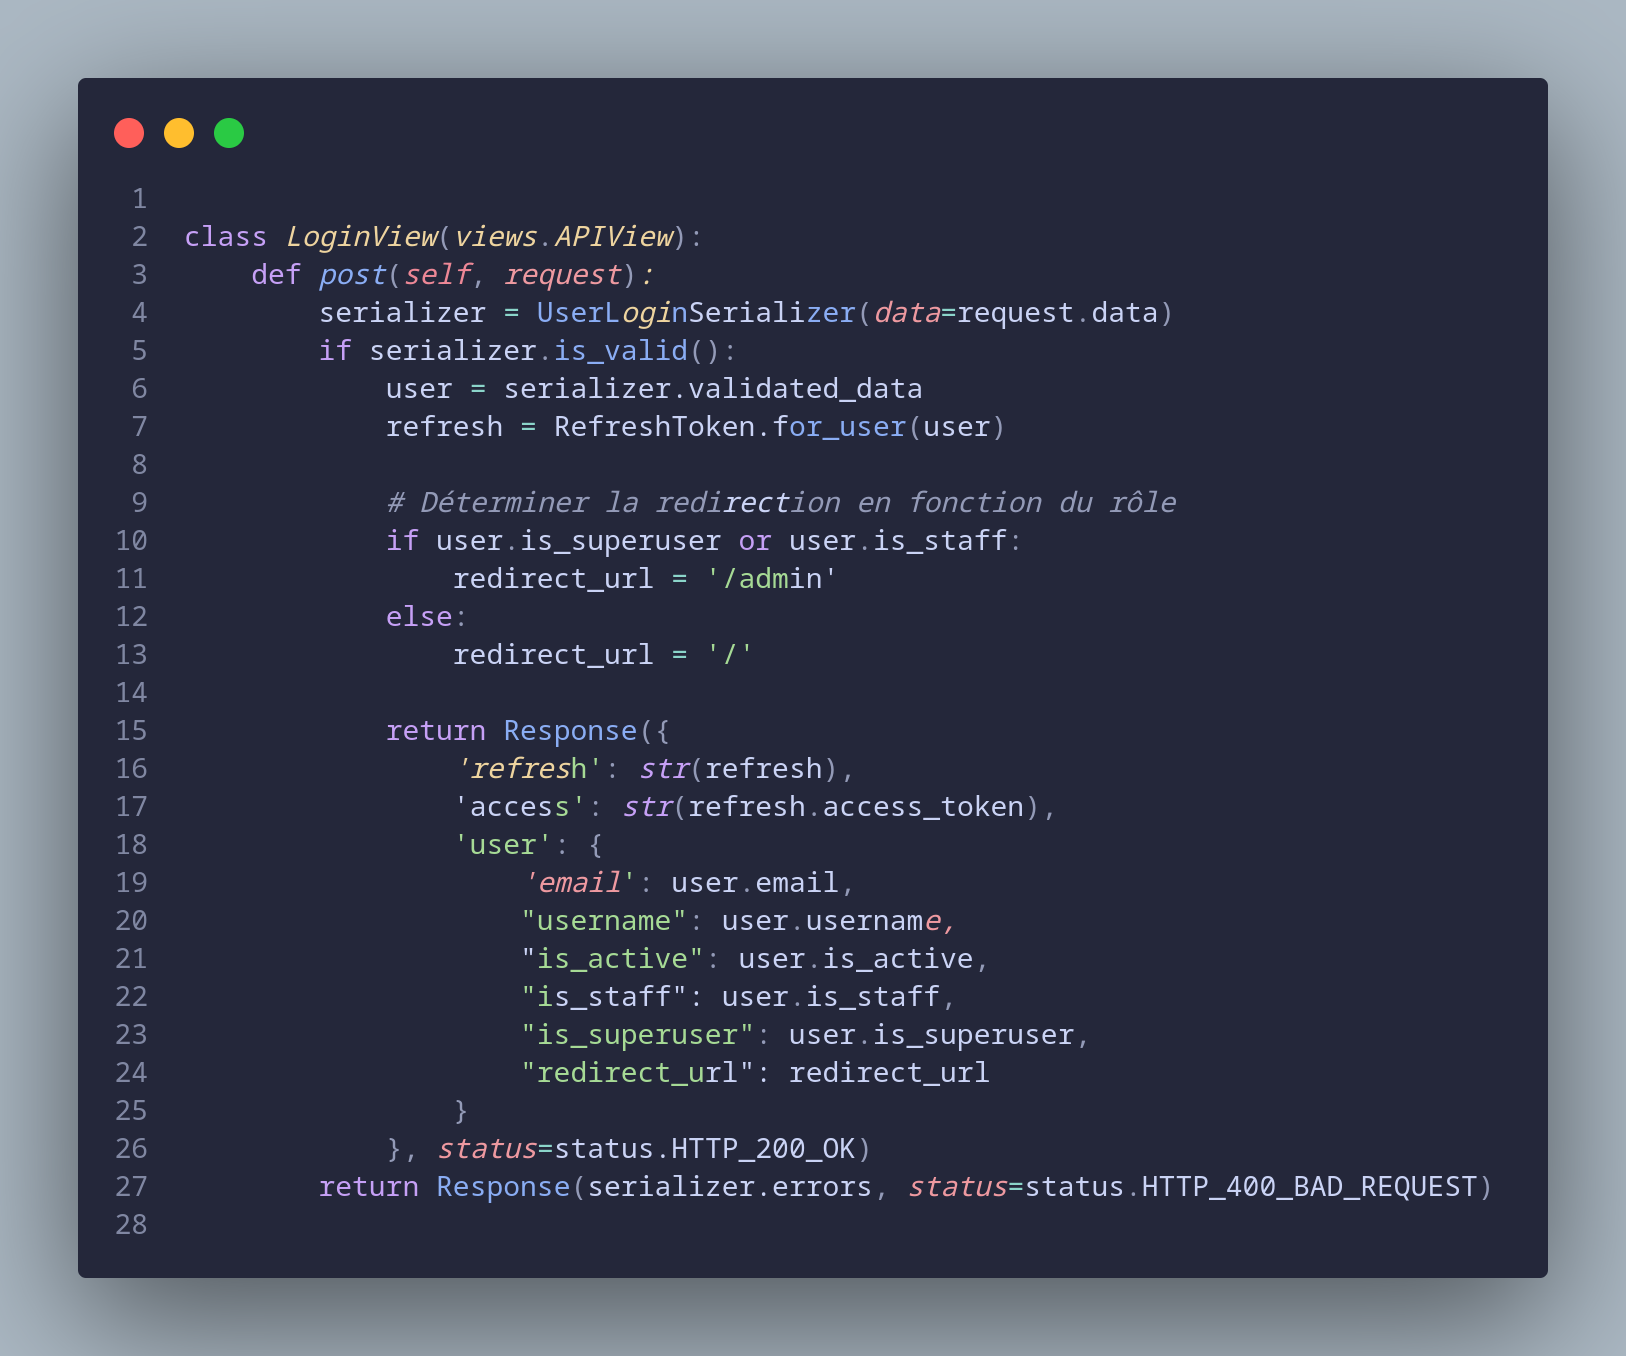 1
2 class LoginView(views.APIView):
3     def post(self, request):
4         serializer = UserLoginSerializer(data=request.data)
5         if serializer.is_valid():
6             user = serializer.validated_data
7             refresh = RefreshToken.for_user(user)
8
9             # Déterminer la redirection en fonction du rôle
10             if user.is_superuser or user.is_staff:
11                 redirect_url = '/admin'
12             else:
13                 redirect_url = '/'
14
15             return Response({
16                 'refresh': str(refresh),
17                 'access': str(refresh.access_token),
18                 'user': {
19                     'email': user.email,
20                     "username": user.username,
21                     "is_active": user.is_active,
22                     "is_staff": user.is_staff,
23                     "is_superuser": user.is_superuser,
24                     "redirect_url": redirect_url
25                 }
26             }, status=status.HTTP_200_OK)
27         return Response(serializer.errors, status=status.HTTP_400_BAD_REQUEST)
28